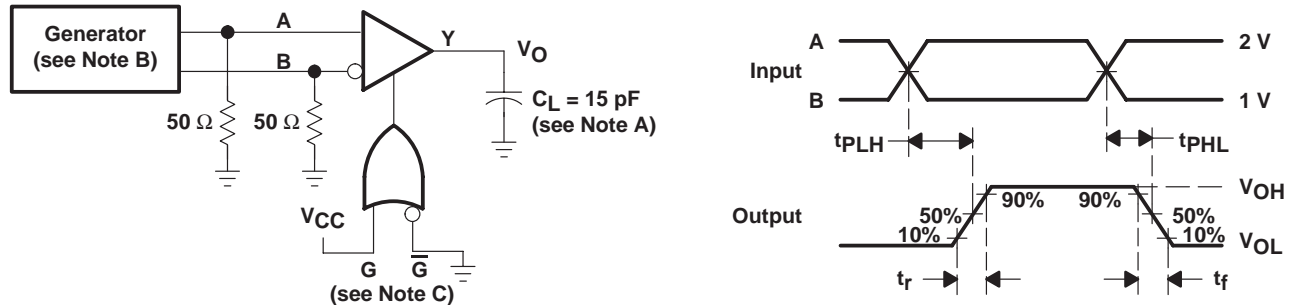 Generator
(see Note B)
A
B
Y
VO
50 Ω
50 Ω
CL = 15 pF
(see Note A)
VCC
G
G̅
(see Note C)
Input
A
B
2 V
1 V
tPLH
tPHL
Output
50%
10%
90%
90%
50%
10%
VOH
VOL
tr
tf